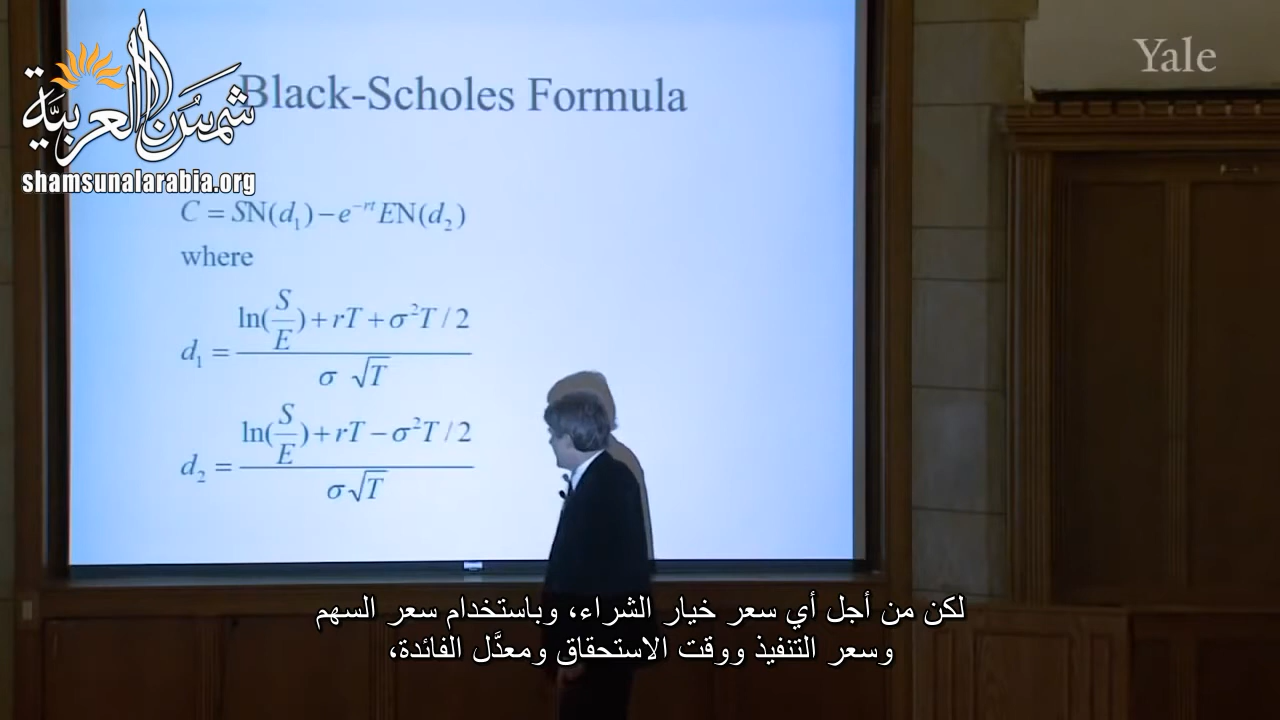 Yale
شمس العربية
shamsunalarabia.org
Black-Scholes Formula
C = SN(d₁) − e⁻ʳᵗEN(d₂)
where
d₁ = (ln(S/E) + rT + σ²T / 2) / (σ √T)
d₂ = (ln(S/E) + rT − σ²T / 2) / (σ√T)
لكن من أجل أي سعر خيار الشراء، وباستخدام سعر السهم
وسعر التنفيذ ووقت الاستحقاق ومعدَّل الفائدة،